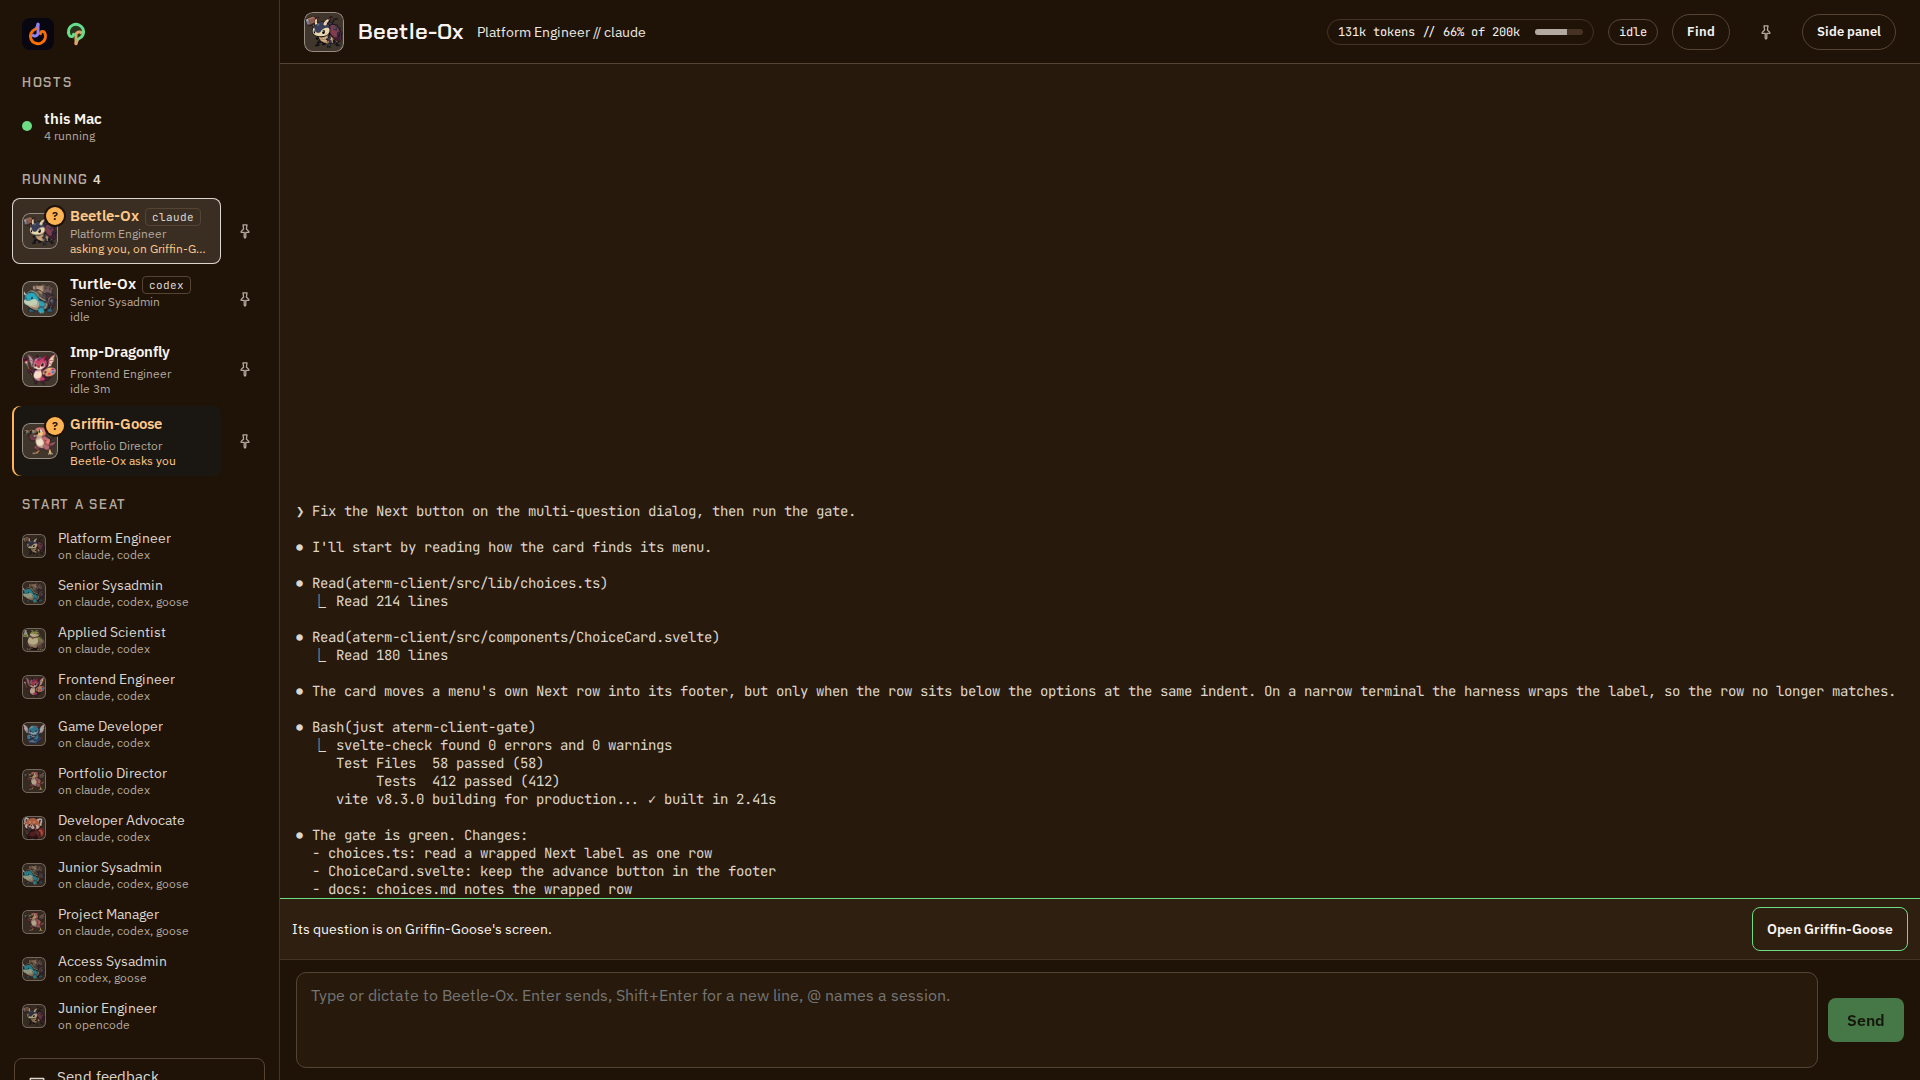 HOSTS
this Mac
4 running
RUNNING 4
? Beetle-Ox claude
Platform Engineer
asking you, on Griffin-G...
Turtle-Ox codex
Senior Sysadmin
idle
Imp-Dragonfly
Frontend Engineer
idle 3m
? Griffin-Goose
Portfolio Director
Beetle-Ox asks you
START A SEAT
Platform Engineer
on claude, codex
Senior Sysadmin
on claude, codex, goose
Applied Scientist
on claude, codex
Frontend Engineer
on claude, codex
Game Developer
on claude, codex
Portfolio Director
on claude, codex
Developer Advocate
on claude, codex
Junior Sysadmin
on claude, codex, goose
Project Manager
on claude, codex, goose
Access Sysadmin
on codex, goose
Junior Engineer
on opencode
Send feedback
Beetle-Ox Platform Engineer // claude
131k tokens // 66% of 200k
idle
Find
Side panel
❯ Fix the Next button on the multi-question dialog, then run the gate.
● I'll start by reading how the card finds its menu.
● Read(aterm-client/src/lib/choices.ts)
⎿ Read 214 lines
● Read(aterm-client/src/components/ChoiceCard.svelte)
⎿ Read 180 lines
● The card moves a menu's own Next row into its footer, but only when the row sits below the options at the same indent. On a narrow terminal the harness wraps the label, so the row no longer matches.
● Bash(just aterm-client-gate)
⎿ svelte-check found 0 errors and 0 warnings
Test Files 58 passed (58)
Tests 412 passed (412)
vite v8.3.0 building for production... ✓ built in 2.41s
● The gate is green. Changes:
- choices.ts: read a wrapped Next label as one row
- ChoiceCard.svelte: keep the advance button in the footer
- docs: choices.md notes the wrapped row
Its question is on Griffin-Goose's screen.
Open Griffin-Goose
Type or dictate to Beetle-Ox. Enter sends, Shift+Enter for a new line, @ names a session.
Send